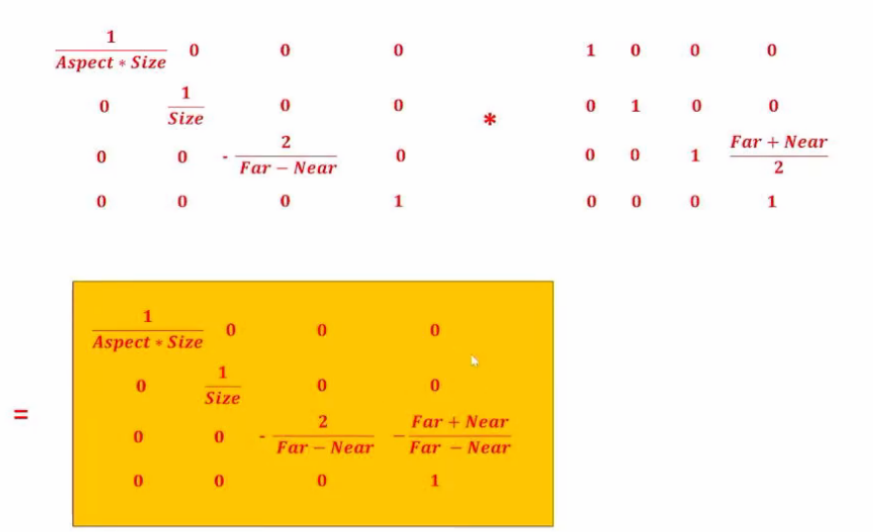 1/(Aspect * Size) 0 0 0 1 0 0 0
0 1/Size 0 0 * 0 1 0 0
0 0 - 2/(Far − Near) 0 0 0 1 (Far + Near)/2
0 0 0 1 0 0 0 1
1/(Aspect * Size) 0 0 0
0 1/Size 0 0
= 0 0 - 2/(Far − Near) −(Far + Near)/(Far − Near)
0 0 0 1